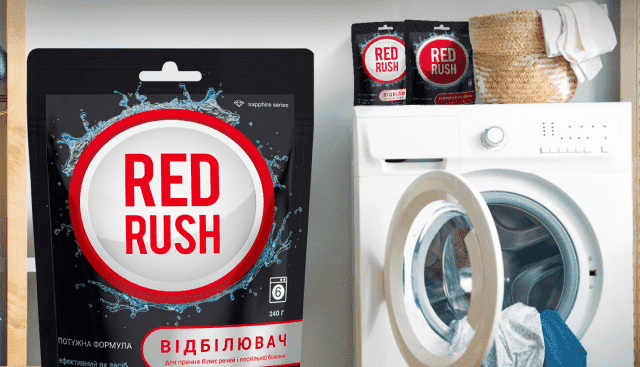 sapphire series
RED
RUSH
6
240 г
ПОТУЖНА ФОРМУЛА
ефективний як засіб
ВІДБІЛЮВАЧ
для прання білих речей і постільної білизни
RED
RUSH
RED
RUSH